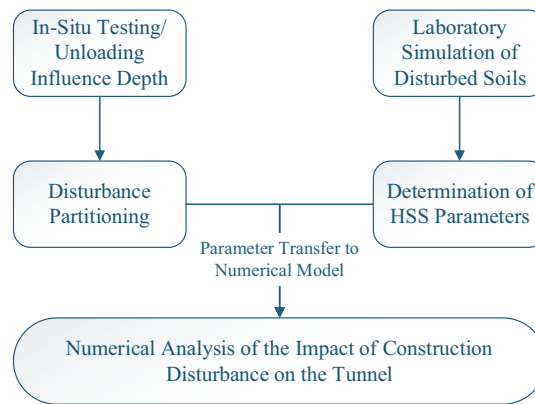 In-Situ Testing/
Unloading
Influence Depth
Laboratory
Simulation of
Disturbed Soils
Disturbance
Partitioning
Determination of
HSS Parameters
Parameter Transfer to
Numerical Model
Numerical Analysis of the Impact of Construction
Disturbance on the Tunnel